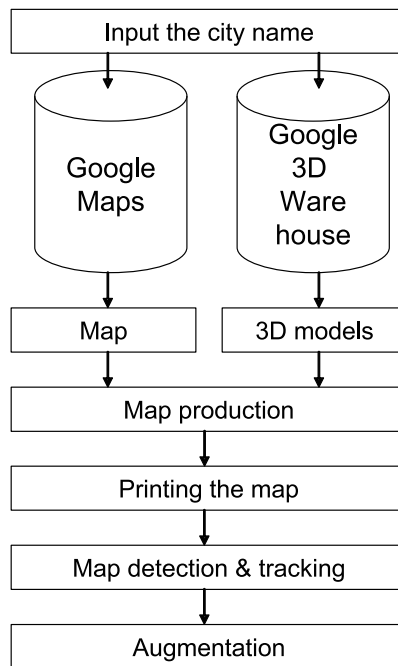 Input the city name
Google
Maps
Google
3D
Ware
house
Map
3D models
Map production
Printing the map
Map detection & tracking
Augmentation